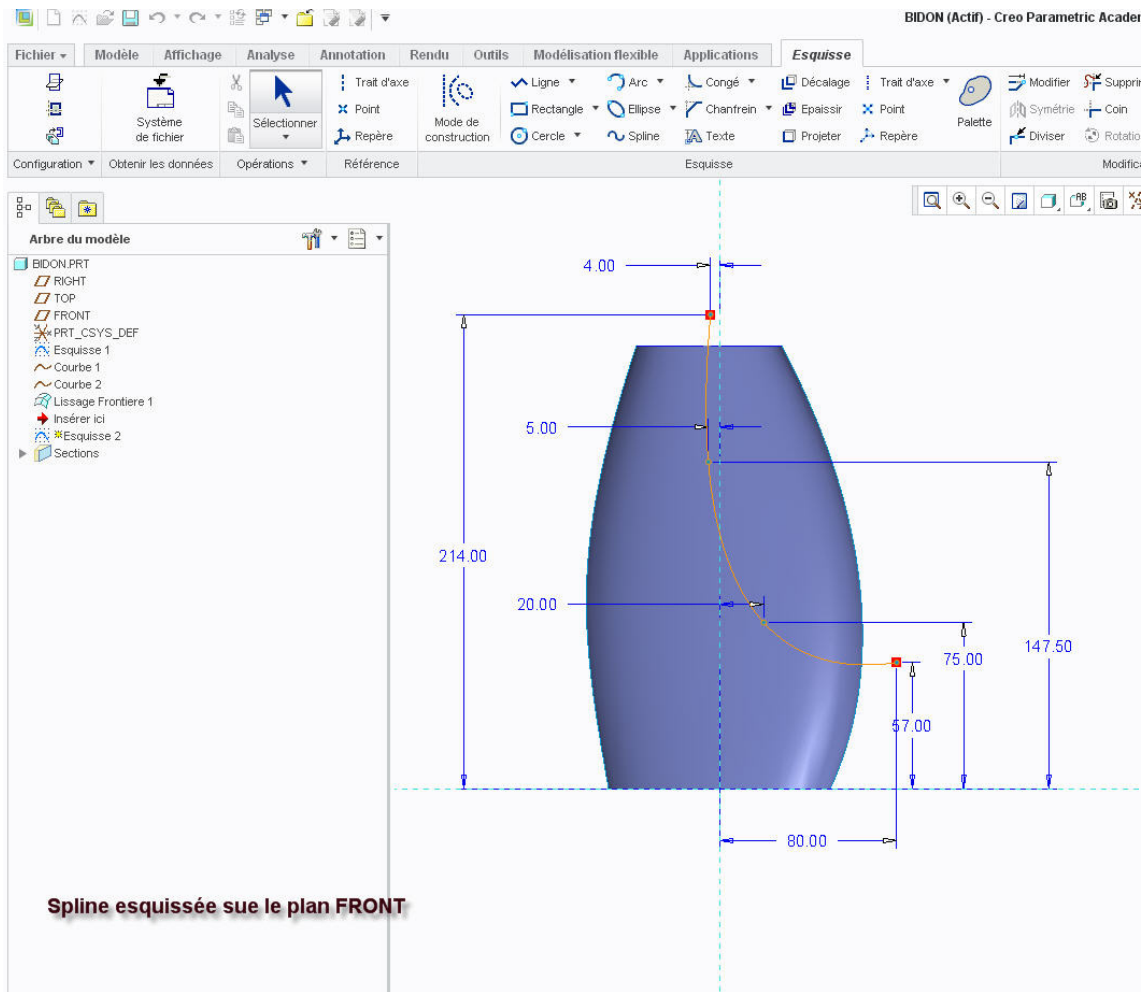 BIDON (Actif) - Creo Parametric Academ
Fichier Modèle Affichage Analyse Annotation Rendu Outils Modélisation flexible Applications Esquisse
Trait d'axe Ligne Arc Congé Décalage Trait d'axe Modifier Supprin
Point Rectangle Ellipse Chanfrein Epaissir Point Symétrie Coin
Repère Cercle Spline Texte Projeter Repère Diviser Rotatio
Système
de fichier
Sélectionner
Mode de
construction
Palette
Configuration Obtenir les données Opérations Référence Esquisse Modifica
Arbre du modèle
BIDON.PRT
RIGHT
TOP
FRONT
PRT_CSYS_DEF
Esquisse 1
Courbe 1
Courbe 2
Lissage Frontiere 1
Insérer ici
Esquisse 2
Sections
4.00
5.00
214.00
20.00
147.50
75.00
57.00
80.00
Spline esquissée sue le plan FRONT